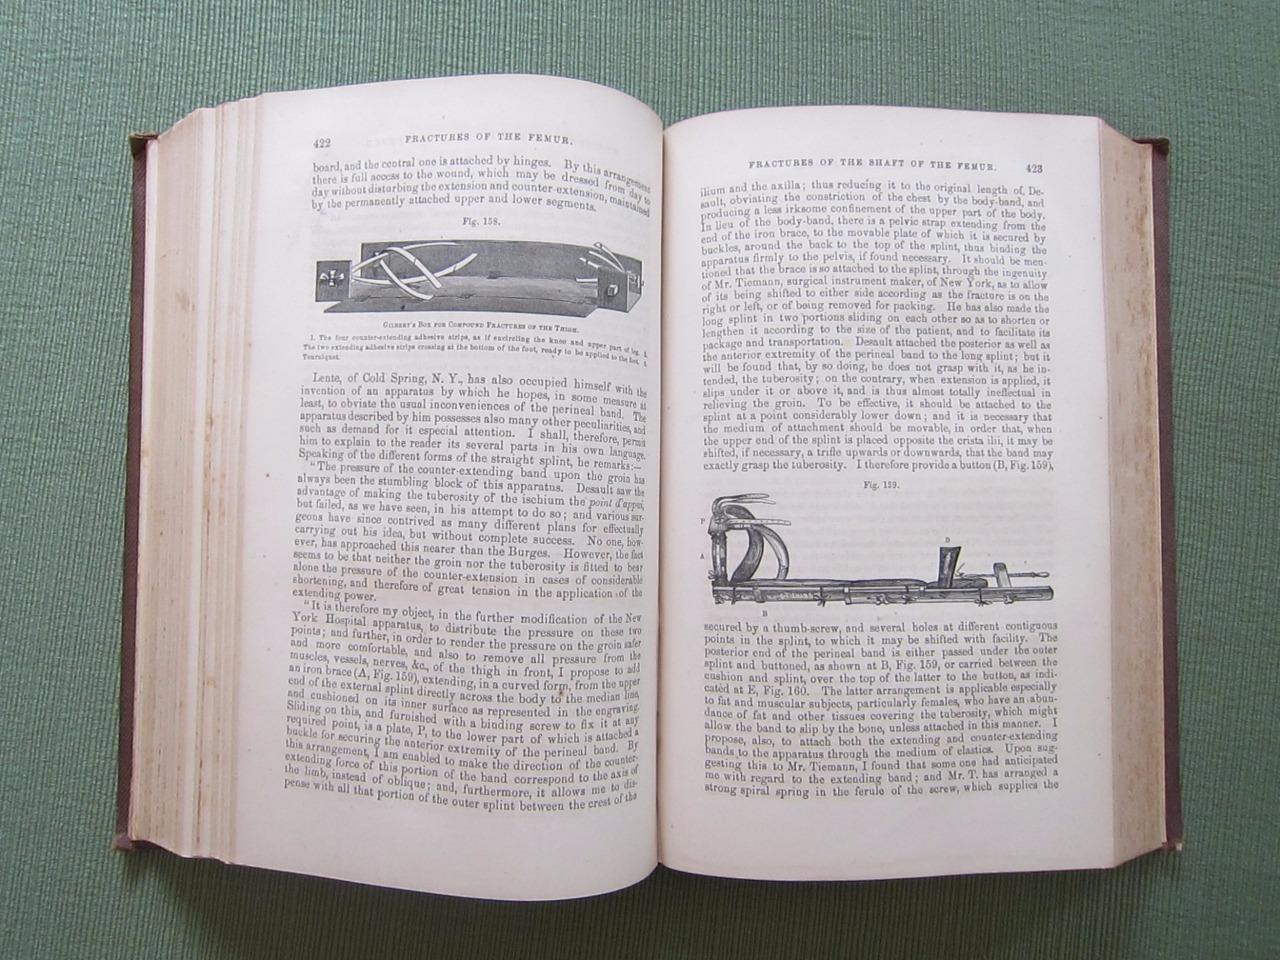 422
FRACTURES OF THE FEMUR.
board, and the central one is attached by hinges. By this arrangement
there is full access to the wound, which may be dressed from day to
day without disturbing the extension and counter-extension, maintained
by the permanently attached upper and lower segments.
Fig. 158.
GILBERT'S BOX FOR COMPOUND FRACTURES OF THE THIGH.
1. The four counter-extending adhesive strips, as if encircling the knee and upper part of leg. 2.
The two extending adhesive strips crossing at the bottom of the foot, ready to be applied to the foot. 3.
Tourniquet.
Lente, of Cold Spring, N. Y., has also occupied himself with the
invention of an apparatus by which he hopes, in some measure at
least, to obviate the usual inconveniences of the perineal band. The
apparatus described by him possesses also many other peculiarities, and
such as demand for it especial attention. I shall, therefore, permit
him to explain to the reader its several parts in his own language.
Speaking of the different forms of the straight splint, he remarks:—
"The pressure of the counter-extending band upon the groin has
always been the stumbling block of this apparatus. Desault saw the
advantage of making the tuberosity of the ischium the point d'appui,
but failed, as we have seen, in his attempt to do so; and various sur-
geons have since contrived as many different plans for effectually
carrying out his idea, but without complete success. No one, how-
ever, has approached this nearer than the Burges. However, the fact
seems to be that neither the groin nor the tuberosity is fitted to bear
alone the pressure of the counter-extension in cases of considerable
shortening, and therefore of great tension in the application of the
extending power.
"It is therefore my object, in the further modification of the New
York Hospital apparatus, to distribute the pressure on these two
points; and further, in order to render the pressure on the groin safer
and more comfortable, and also to remove all pressure from the
muscles, vessels, nerves, &c., of the thigh in front, I propose to add
an iron brace (A, Fig. 159), extending, in a curved form, from the upper
end of the external splint directly across the body to the median line,
and cushioned on its inner surface as represented in the engraving.
Sliding on this, and furnished with a binding screw to fix it at any
required point, is a plate, P, to the lower part of which is attached a
buckle for securing the anterior extremity of the perineal band. By
this arrangement, I am enabled to make the direction of the counter-
extending force of this portion of the band correspond to the axis of
the limb, instead of oblique; and, furthermore, it allows me to dis-
pense with all that portion of the outer splint between the crest of the
FRACTURES OF THE SHAFT OF THE FEMUR.
423
ilium and the axilla; thus reducing it to the original length of, De-
sault, obviating the constriction of the chest by the body-band, and
producing a less irksome confinement of the upper part of the body.
In lieu of the body-band, there is a pelvic strap extending from the
end of the iron brace, to the movable plate of which it is secured by
buckles, around the back to the top of the splint, thus binding the
apparatus firmly to the pelvis, if found necessary. It should be men-
tioned that the brace is so attached to the splint, through the ingenuity
of Mr. Tiemann, surgical instrument maker, of New York, as to allow
of its being shifted to either side according as the fracture is on the
right or left, or of being removed for packing. He has also made the
long splint in two portions sliding on each other so as to shorten or
lengthen it according to the size of the patient, and to facilitate its
package and transportation. Desault attached the posterior as well as
the anterior extremity of the perineal band to the long splint; but it
will be found that, by so doing, he does not grasp with it, as he in-
tended, the tuberosity; on the contrary, when extension is applied, it
slips under it or above it, and is thus almost totally ineffectual in
relieving the groin. To be effective, it should be attached to the
splint at a point considerably lower down; and it is necessary that
the medium of attachment should be movable, in order that, when
the upper end of the splint is placed opposite the crista ilii, it may be
shifted, if necessary, a trifle upwards or downwards, that the band may
exactly grasp the tuberosity. I therefore provide a button (B, Fig. 159),
Fig. 159.
P
A
D
B
secured by a thumb-screw, and several holes at different contiguous
points in the splint, to which it may be shifted with facility. The
posterior end of the perineal band is either passed under the outer
splint and buttoned, as shown at B, Fig. 159, or carried between the
cushion and splint, over the top of the latter to the button, as indi-
cated at E, Fig. 160. The latter arrangement is applicable especially
to fat and muscular subjects, particularly females, who have an abun-
dance of fat and other tissues covering the tuberosity, which might
allow the band to slip by the bone, unless attached in this manner. I
propose, also, to attach both the extending and counter-extending
bands to the apparatus through the medium of elastics. Upon sug-
gesting this to Mr. Tiemann, I found that some one had anticipated
me with regard to the extending band; and Mr. T. has arranged a
strong spiral spring in the ferule of the screw, which supplies the